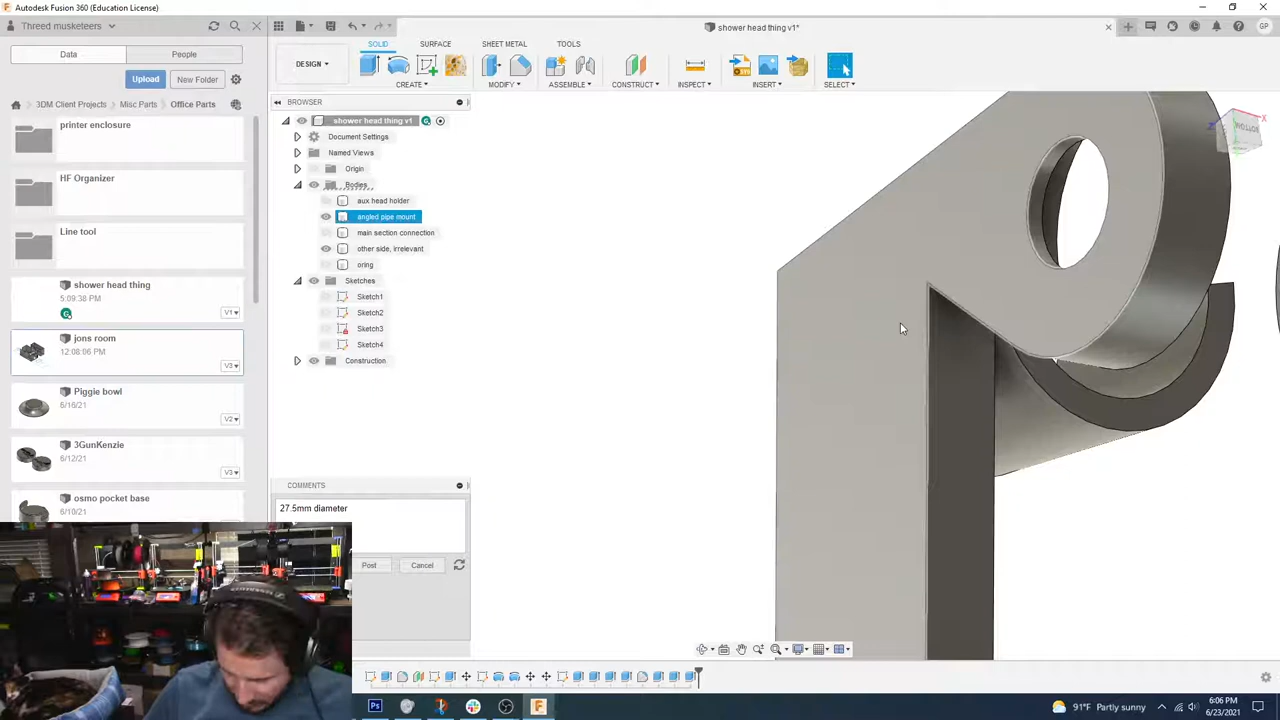 Autodesk Fusion 360 (Education License)
Threed musketeers
shower head thing v1*
GP
Data
People
SOLID
SURFACE
SHEET METAL
TOOLS
DESIGN
Upload
New Folder
CREATE
MODIFY
ASSEMBLE
CONSTRUCT
INSPECT
INSERT
SELECT
3DM Client Projects
Misc Parts
Office Parts
BROWSER
printer enclosure
shower head thing v1
Document Settings
Named Views
Origin
HF Organizer
Bodies
aux head holder
angled pipe mount
Line tool
main section connection
other side, irrelevant
oring
shower head thing
5:09:38 PM
V1
Sketches
Sketch1
Sketch2
Sketch3
Sketch4
Construction
jons room
12:08:06 PM
V3
Piggie bowl
6/16/21
V2
3GunKenzie
6/12/21
V3
osmo pocket base
6/10/21
COMMENTS
27.5mm diameter
Post
Cancel
BOTTOM
X
Z
91°F Partly sunny
6:06 PM
6/23/2021